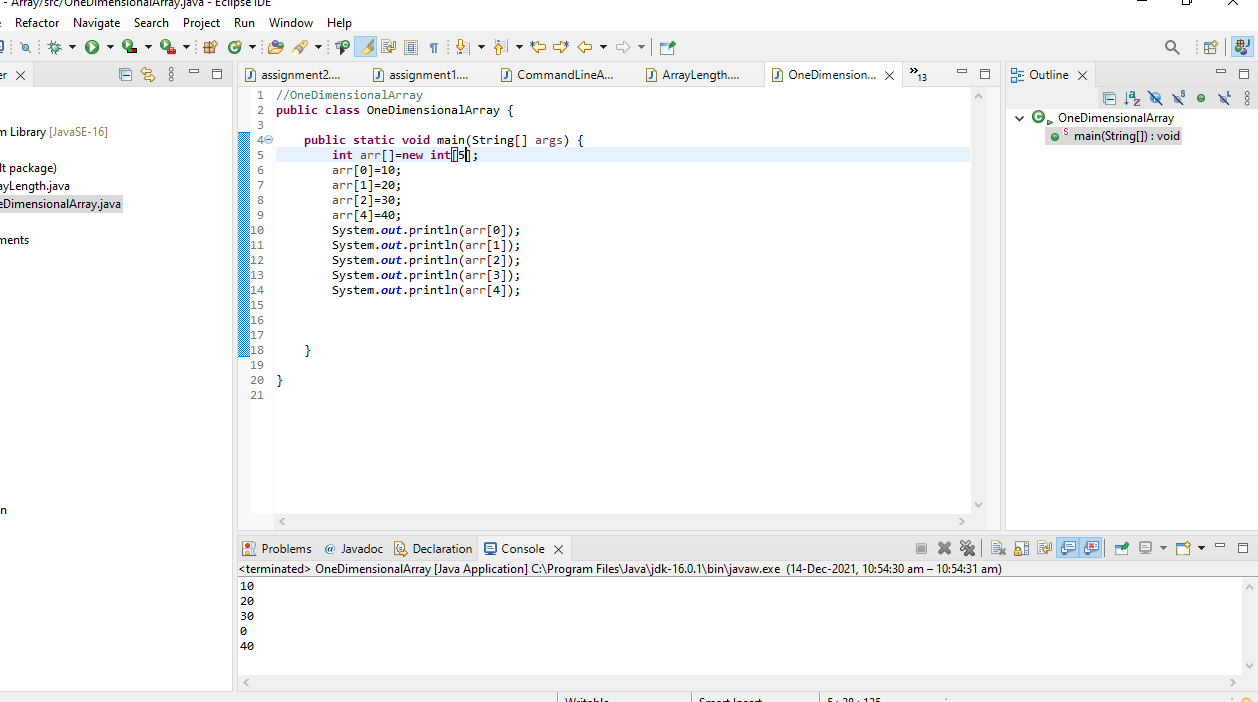 - Array/src/OneDimensionalArray.java - Eclipse IDE
Refactor Navigate Search Project Run Window Help
er
m Library [JavaSE-16]
lt package)
ayLength.java
eDimensionalArray.java
ments
n
assignment2.... assignment1.... CommandLineA... ArrayLength.... OneDimension... »13
1 //OneDimensionalArray
2 public class OneDimensionalArray {
3
4 public static void main(String[] args) {
5 int arr[]=new int[5];
6 arr[0]=10;
7 arr[1]=20;
8 arr[2]=30;
9 arr[4]=40;
10 System.out.println(arr[0]);
11 System.out.println(arr[1]);
12 System.out.println(arr[2]);
13 System.out.println(arr[3]);
14 System.out.println(arr[4]);
15
16
17
18 }
19
20 }
21
Outline
OneDimensionalArray
main(String[]) : void
Problems @ Javadoc Declaration Console
<terminated> OneDimensionalArray [Java Application] C:\Program Files\Java\jdk-16.0.1\bin\javaw.exe (14-Dec-2021, 10:54:30 am – 10:54:31 am)
10
20
30
0
40
Writable Smart Insert 5 : 28 : 125